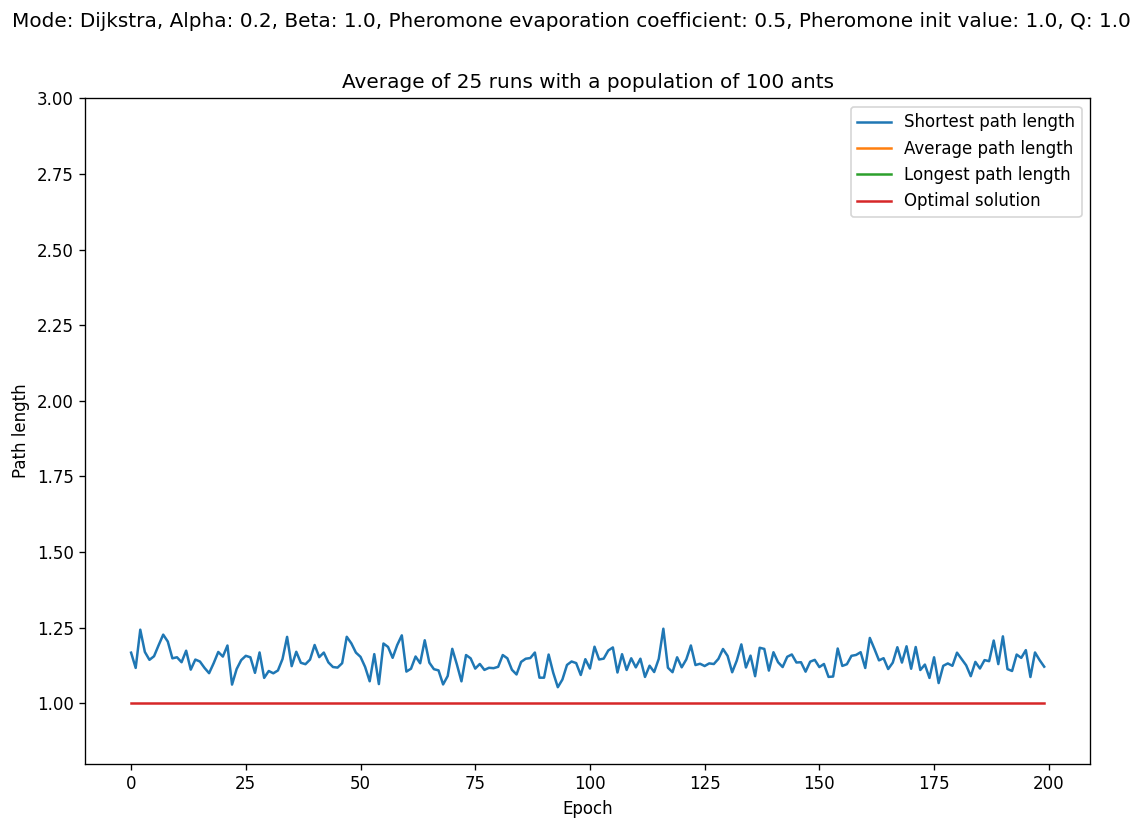 Mode: Dijkstra, Alpha: 0.2, Beta: 1.0, Pheromone evaporation coefficient: 0.5, Pheromone init value: 1.0, Q: 1.0
Average of 25 runs with a population of 100 ants
3.00
2.75
2.50
2.25
2.00
1.75
1.50
1.25
1.00
Path length
Shortest path length
Average path length
Longest path length
Optimal solution
0 25 50 75 100 125 150 175 200
Epoch